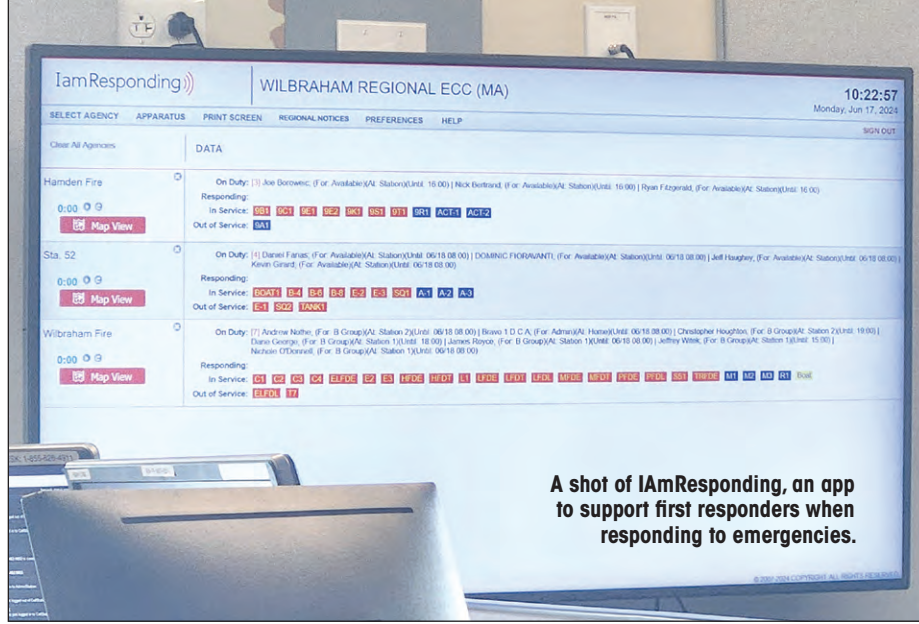 IamResponding))
WILBRAHAM REGIONAL ECC (MA)
10:22:57
Monday, Jun 17, 2024
SELECT AGENCY APPARATUS PRINT SCREEN REGIONAL NOTICES PREFERENCES HELP
SIGN OUT
Clear All Agencies
DATA
Hamden Fire
0:00
Map View
On Duty: [3] Joe Borowiec, (For: Available)(At: Station)(Until: 16:00) | Nick Bertrand, (For: Available)(At: Station)(Until: 16:00) | Ryan Fitzgerald, (For: Available)(At: Station)(Until: 16:00)
Responding:
In Service: 9B1 9C1 9E1 9E2 9K1 9S1 9T1 9R1 ACT-1 ACT-2
Out of Service: 9A1
Sta. 52
0:00
Map View
On Duty: [4] Daniel Farias, (For: Available)(At: Station)(Until: 06/18 08:00) | DOMINIC FIORAVANTI, (For: Available)(At: Station)(Until: 06/18 08:00) | Jeff Haughey, (For: Available)(At: Station)(Until: 06/18 08:00) |
Kevin Girard, (For: Available)(At: Station)(Until: 06/18 08:00)
Responding:
In Service: BOAT1 B-4 B-6 B-8 E-2 E-3 SQ1 A-1 A-2 A-3
Out of Service: E-1 SQ2 TANK1
Wilbraham Fire
0:00
Map View
On Duty: [7] Andrew Nothe, (For: B Group)(At: Station 2)(Until: 06/18 08:00) | Bravo 1 D C A, (For: Admin)(At: Home)(Until: 06/18 08:00) | Christopher Houghton, (For: B Group)(At: Station 2)(Until: 19:00) |
George, (For: B Group)(At: Station 1)(Until: 18:00) | James Royce, (For: B Group)(At: Station 1)(Until: 06/18 08:00) | Jeffrey Witek, (For: B Group)(At: Station 1)(Until: 15:00) |
Nichole O'Donnell, (For: B Group)(At: Station 1)(Until: 06/18 08:00)
Responding:
In Service: C1 C2 C3 C4 ELFDE E2 E3 HFDE HFDT L1 LFDE LFDT LFDL MFDE MFDT PFDE PFDL SS1 TRFDE M1 M2 M3 R1 Boat
Out of Service: ELFDL T7
A shot of IAmResponding, an app
to support first responders when
responding to emergencies.
COPYRIGHT ALL RIGHTS RESERVED